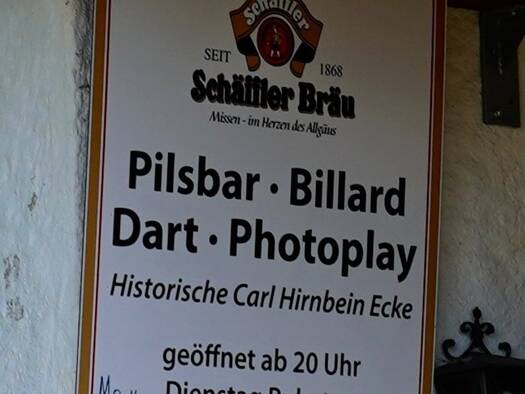 Schäffler
SEIT 1868
Schäffler Bräu
Missen - im Herzen des Allgäus
Pilsbar · Billard
Dart · Photoplay
Historische Carl Hirnbein Ecke
geöffnet ab 20 Uhr
Dienstag